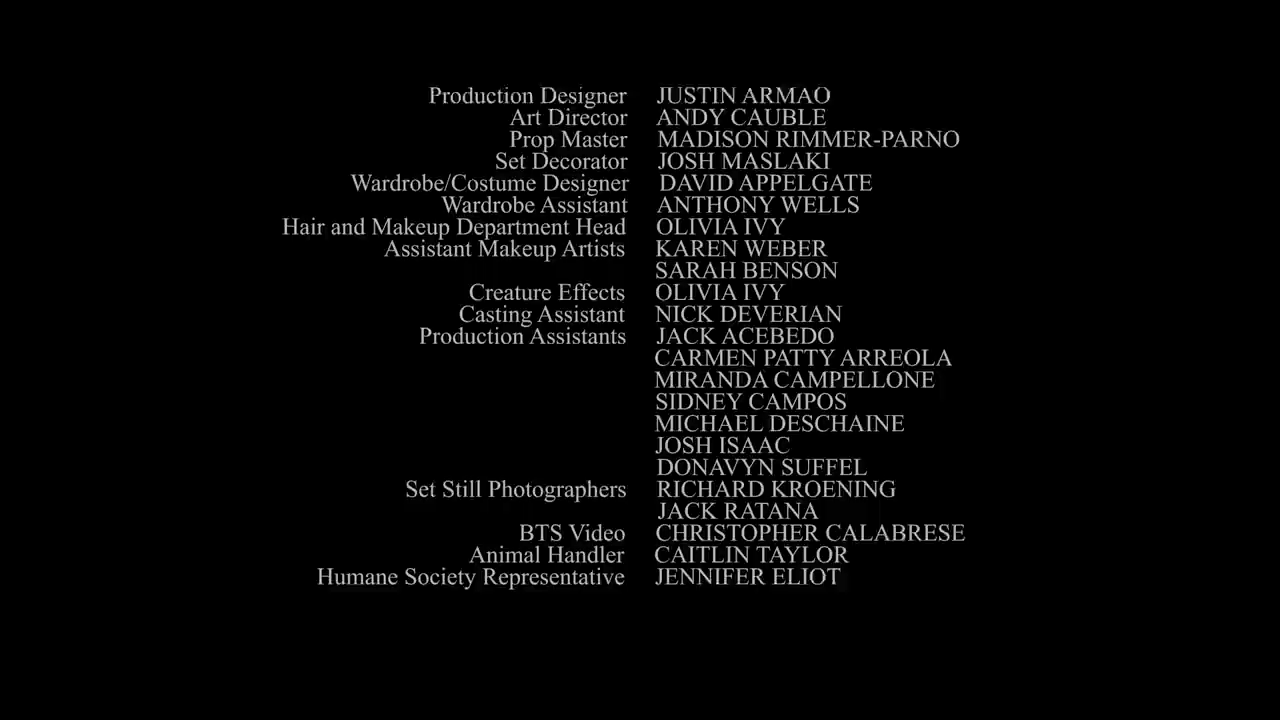 Production Designer JUSTIN ARMAO
Art Director ANDY CAUBLE
Prop Master MADISON RIMMER-PARNO
Set Decorator JOSH MASLAKI
Wardrobe/Costume Designer DAVID APPELGATE
Wardrobe Assistant ANTHONY WELLS
Hair and Makeup Department Head OLIVIA IVY
Assistant Makeup Artists KAREN WEBER
SARAH BENSON
Creature Effects OLIVIA IVY
Casting Assistant NICK DEVERIAN
Production Assistants JACK ACEBEDO
CARMEN PATTY ARREOLA
MIRANDA CAMPELLONE
SIDNEY CAMPOS
MICHAEL DESCHAINE
JOSH ISAAC
DONAVYN SUFFEL
Set Still Photographers RICHARD KROENING
JACK RATANA
BTS Video CHRISTOPHER CALABRESE
Animal Handler CAITLIN TAYLOR
Humane Society Representative JENNIFER ELIOT